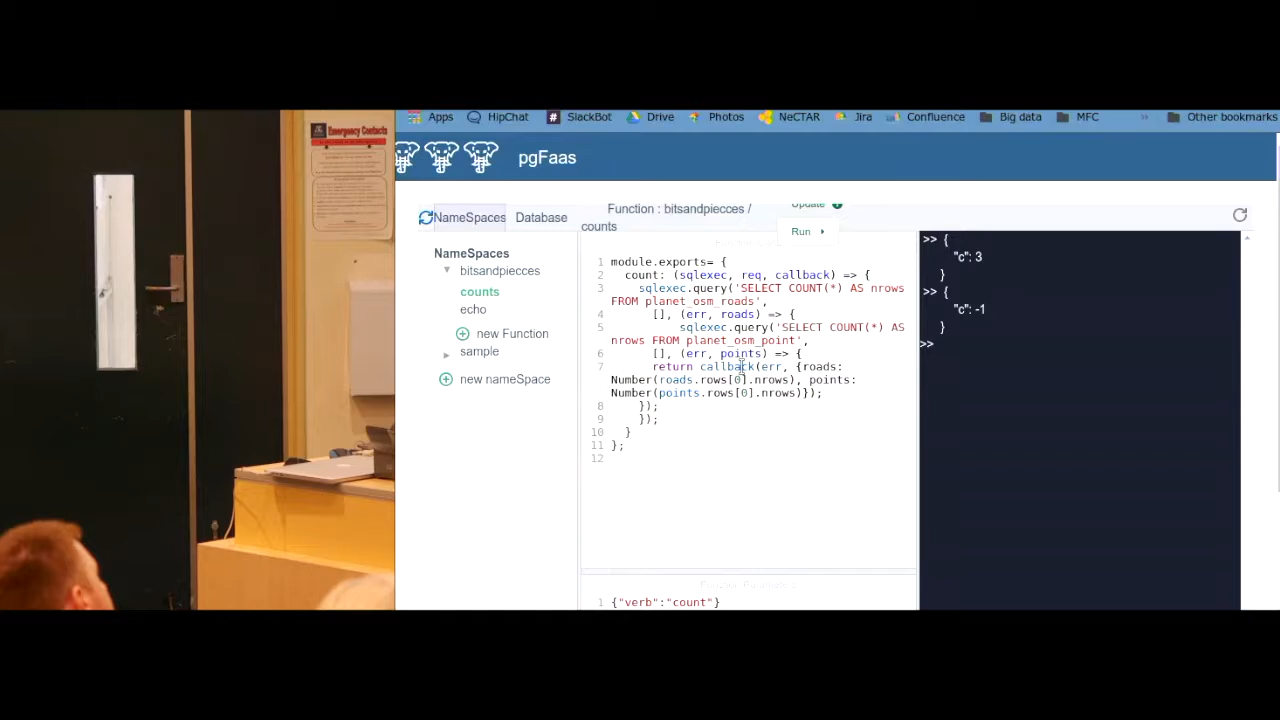 Emergency Contacts
Apps HipChat SlackBot Drive Photos NeCTAR Jira Confluence Big data MFC » Other bookmarks
pgFaas
NameSpaces Database Function : bitsandpiecces / counts
Update
Run
NameSpaces
bitsandpiecces
counts
echo
new Function
sample
new nameSpace
1 module.exports= {
2 count: (sqlexec, req, callback) => {
3 sqlexec.query('SELECT COUNT(*) AS nrows
FROM planet_osm_roads',
4 [], (err, roads) => {
5 sqlexec.query('SELECT COUNT(*) AS
nrows FROM planet_osm_point',
6 [], (err, points) => {
7 return callback(err, {roads:
Number(roads.rows[0].nrows), points:
Number(points.rows[0].nrows)});
8 });
9 });
10 }
11 };
12
1 {"verb":"count"}
>> {
"c": 3
}
>> {
"c": -1
}
>>